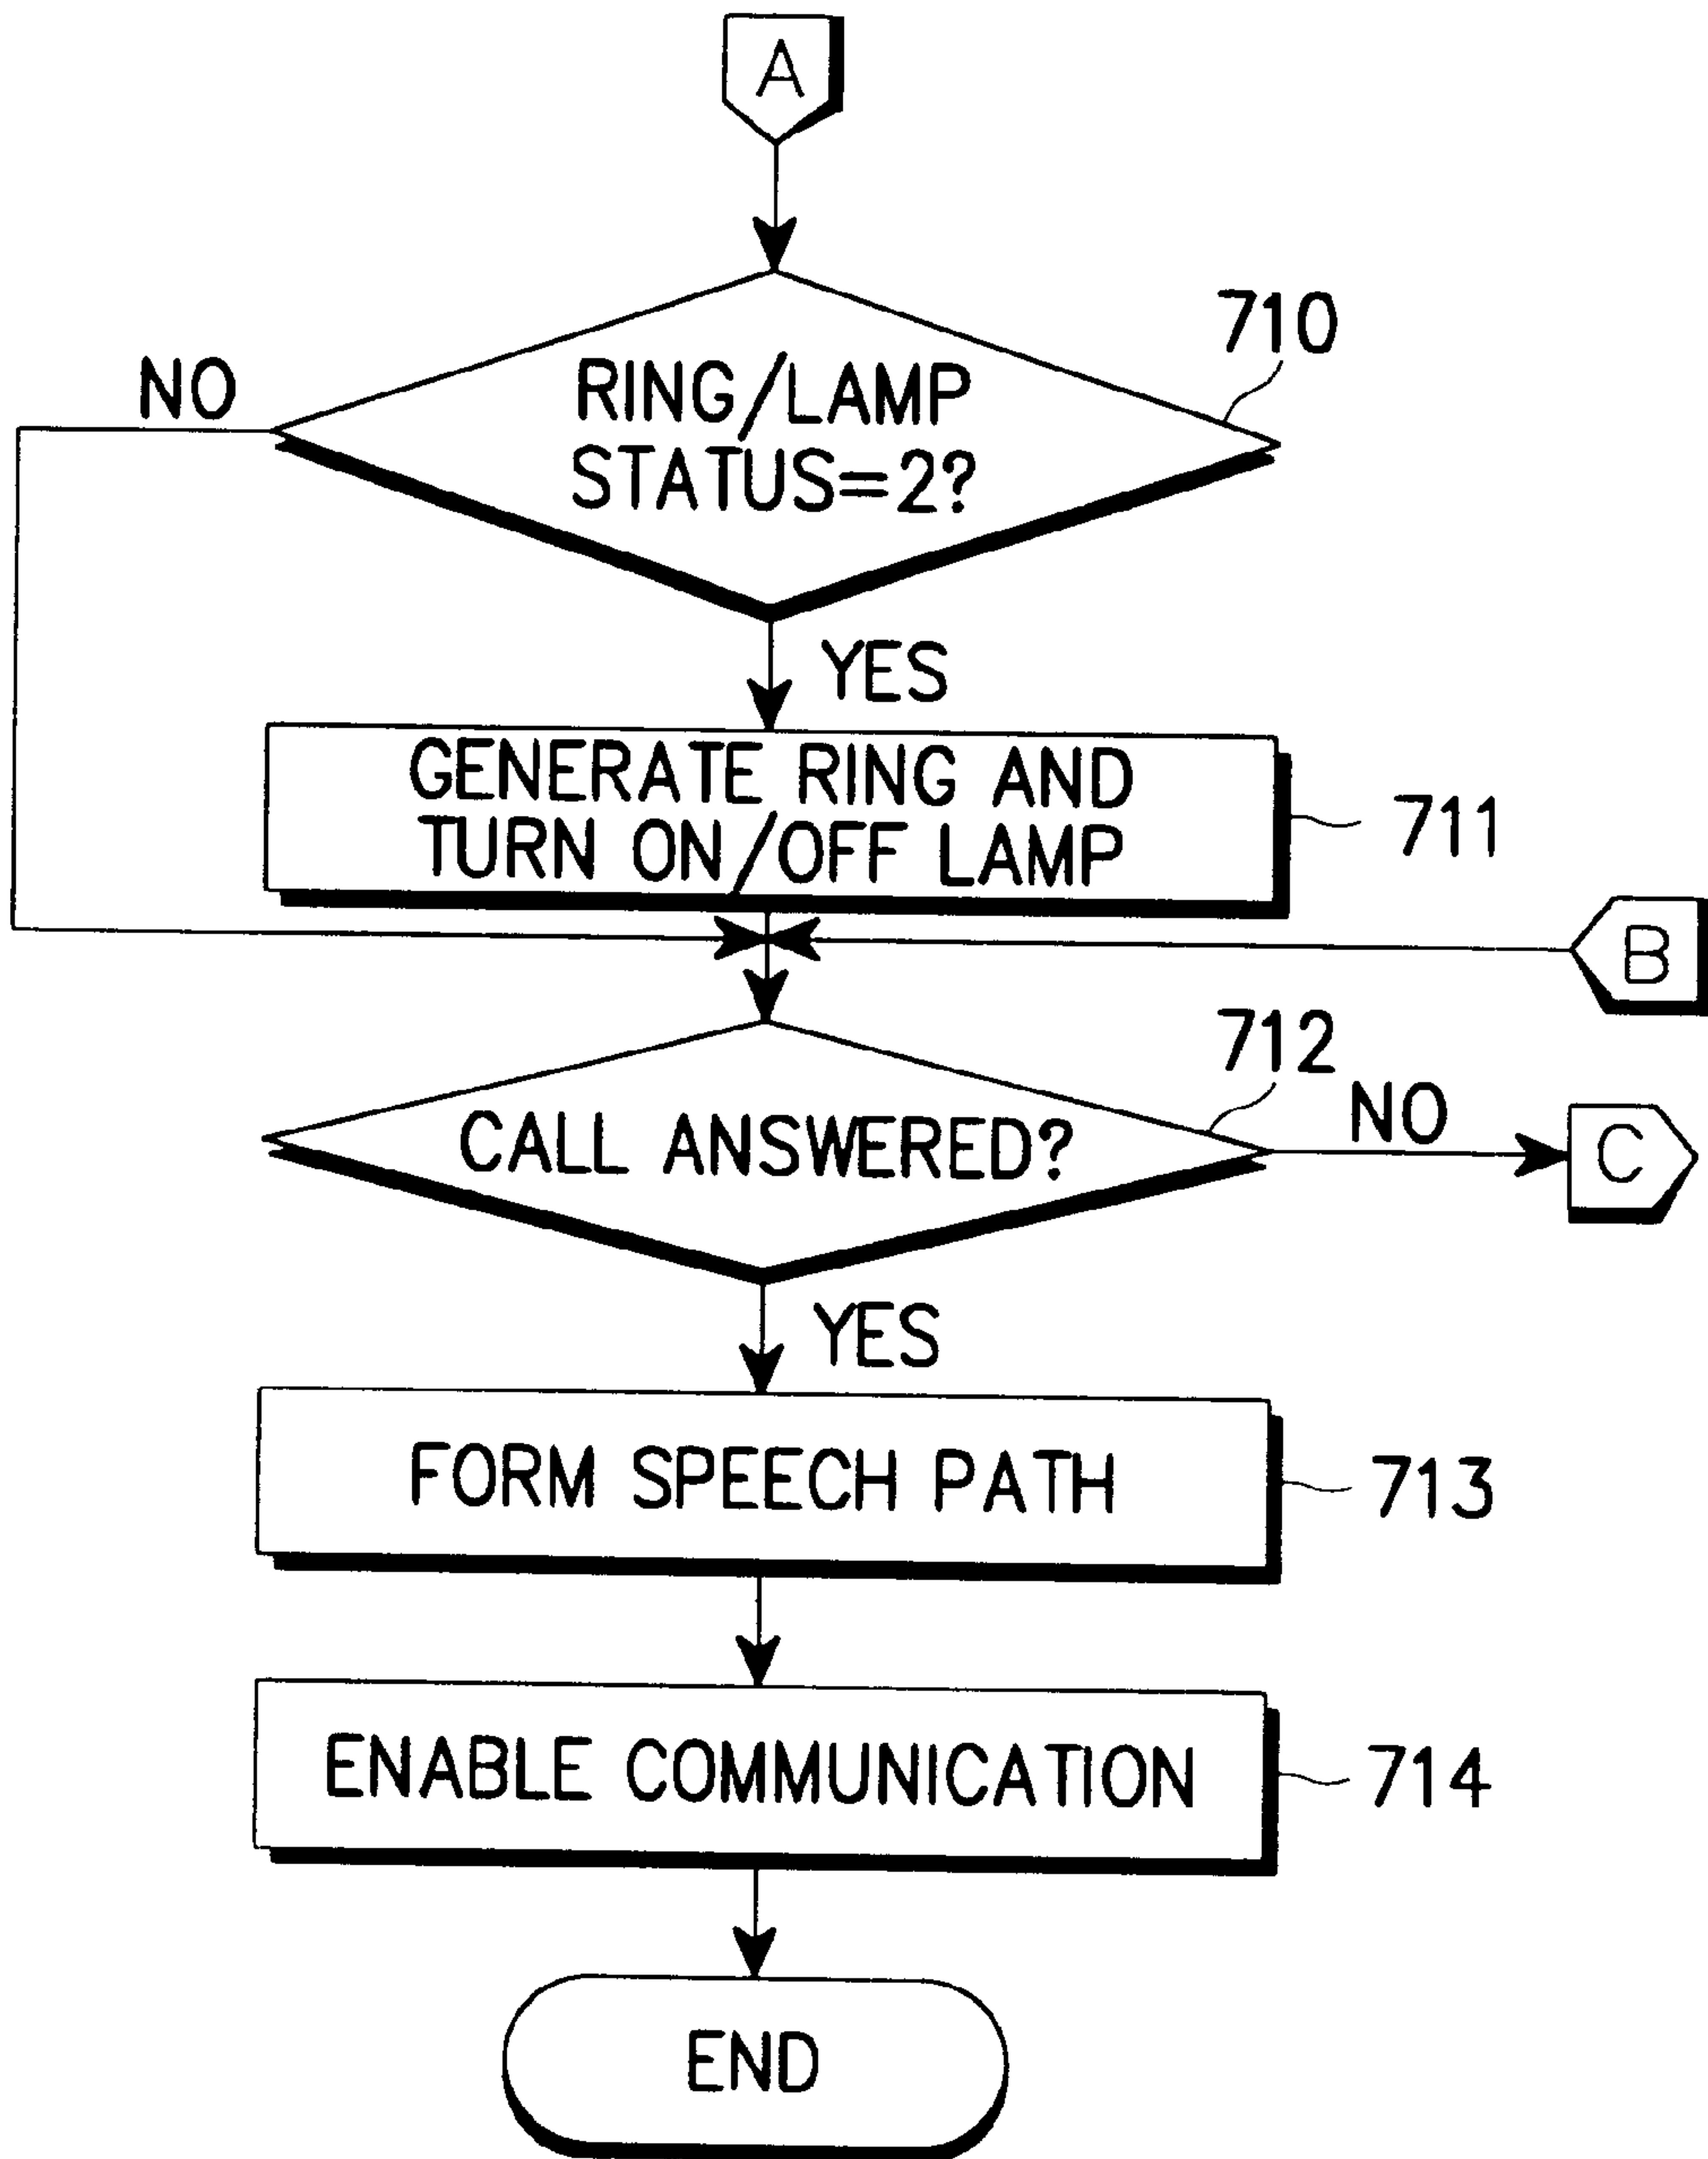 A
710
NO
RING/LAMP
STATUS=2?
YES
GENERATE RING AND
TURN ON/OFF LAMP
711
B
712
NO
CALL ANSWERED?
C
YES
FORM SPEECH PATH
713
ENABLE COMMUNICATION
714
END